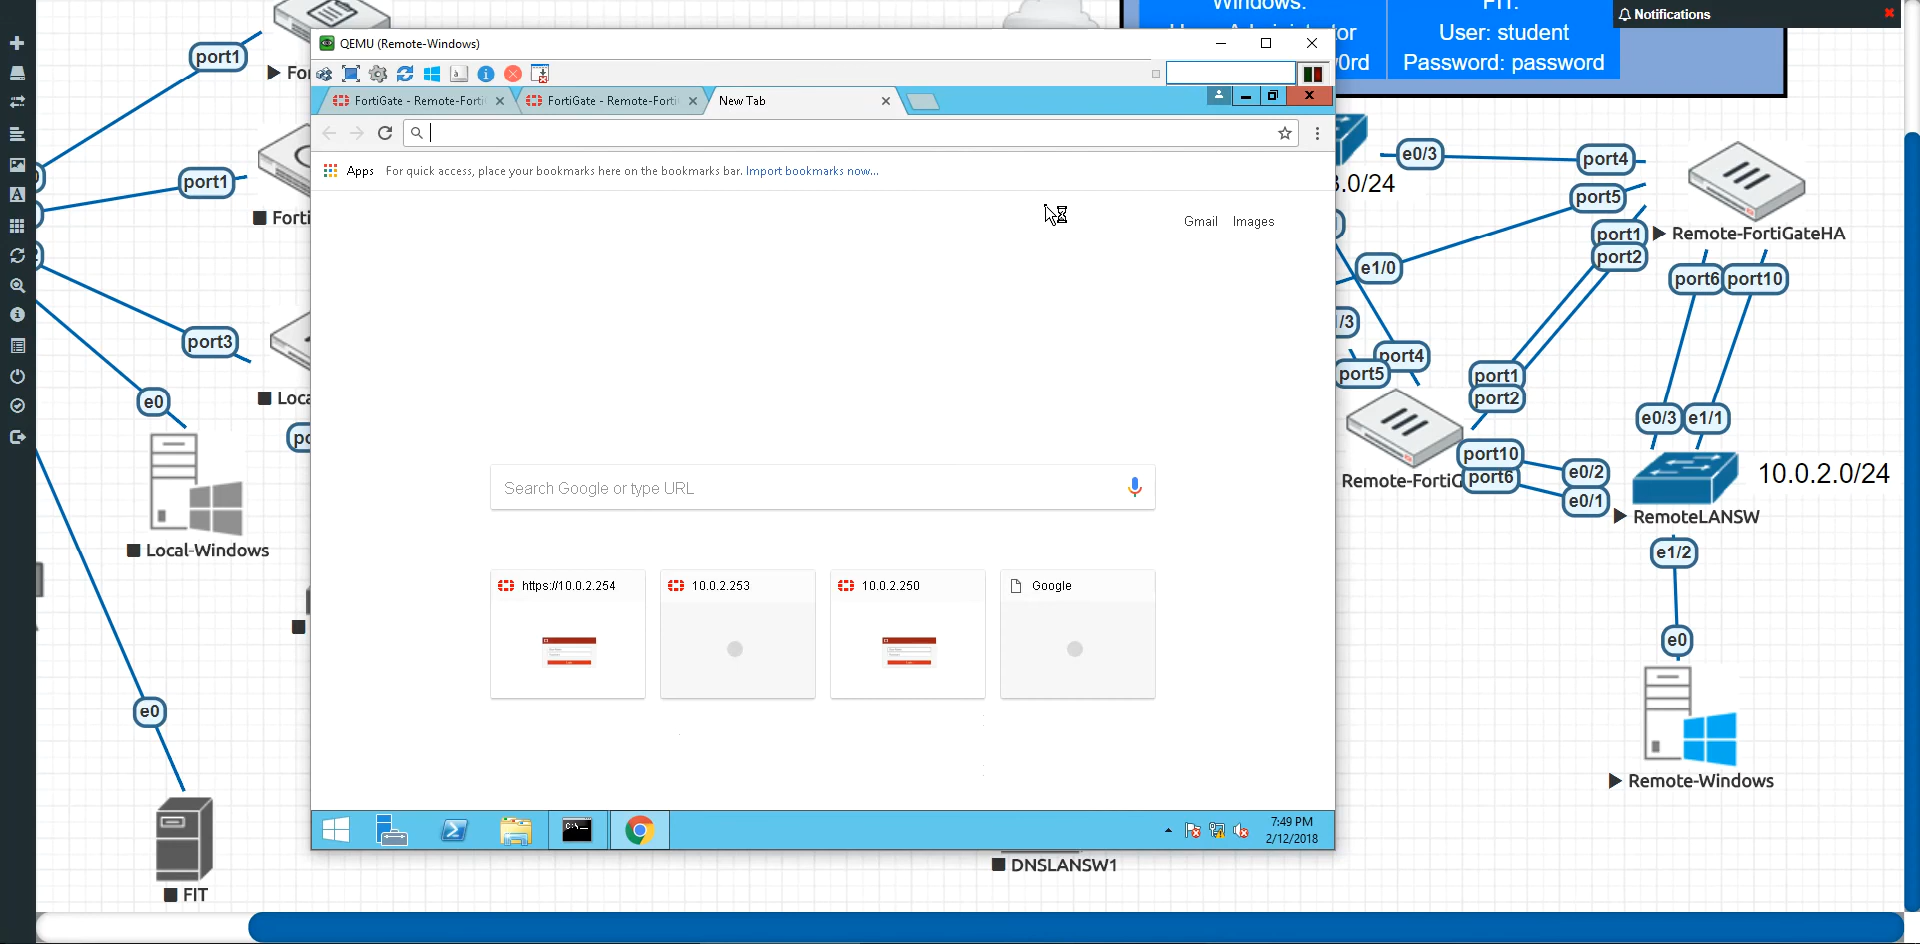 Windows:
FIT:
Notifications
User: student
Password: password
port1
QEMU (Remote-Windows)
FortiGate - Remote-Forti
FortiGate - Remote-Forti
New Tab
Apps
For quick access, place your bookmarks here on the bookmarks bar. Import bookmarks now...
Gmail
Images
port1
Forti
port3
e0
Loca
Local-Windows
e0
FIT
Search Google or type URL
https://10.0.2.254
10.0.2.253
10.0.2.250
Google
7:49 PM
2/12/2018
DNSLANSW1
e0/3
port4
port5
port1
port2
Remote-FortiGateHA
e1/0
port6
port10
port4
port5
port1
port2
e0/3
e1/1
port10
port6
e0/2
e0/1
10.0.2.0/24
RemoteLANSW
e1/2
e0
Remote-Windows